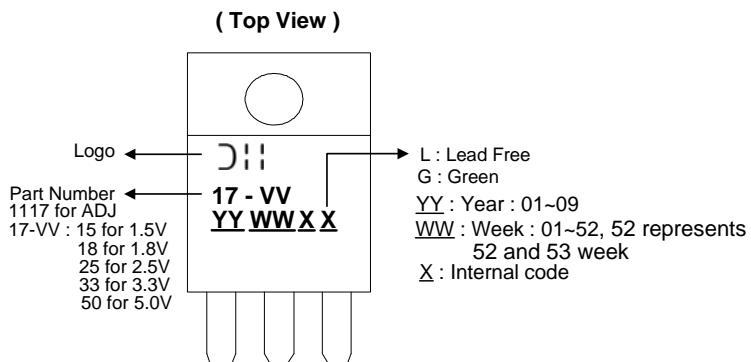 ( Top View )
Logo
Part Number
1117 for ADJ
17-VV : 15 for 1.5V
18 for 1.8V
25 for 2.5V
33 for 3.3V
50 for 5.0V
17 - VV
YY WW X X
L : Lead Free
G : Green
YY : Year : 01~09
WW : Week : 01~52, 52 represents
52 and 53 week
X : Internal code